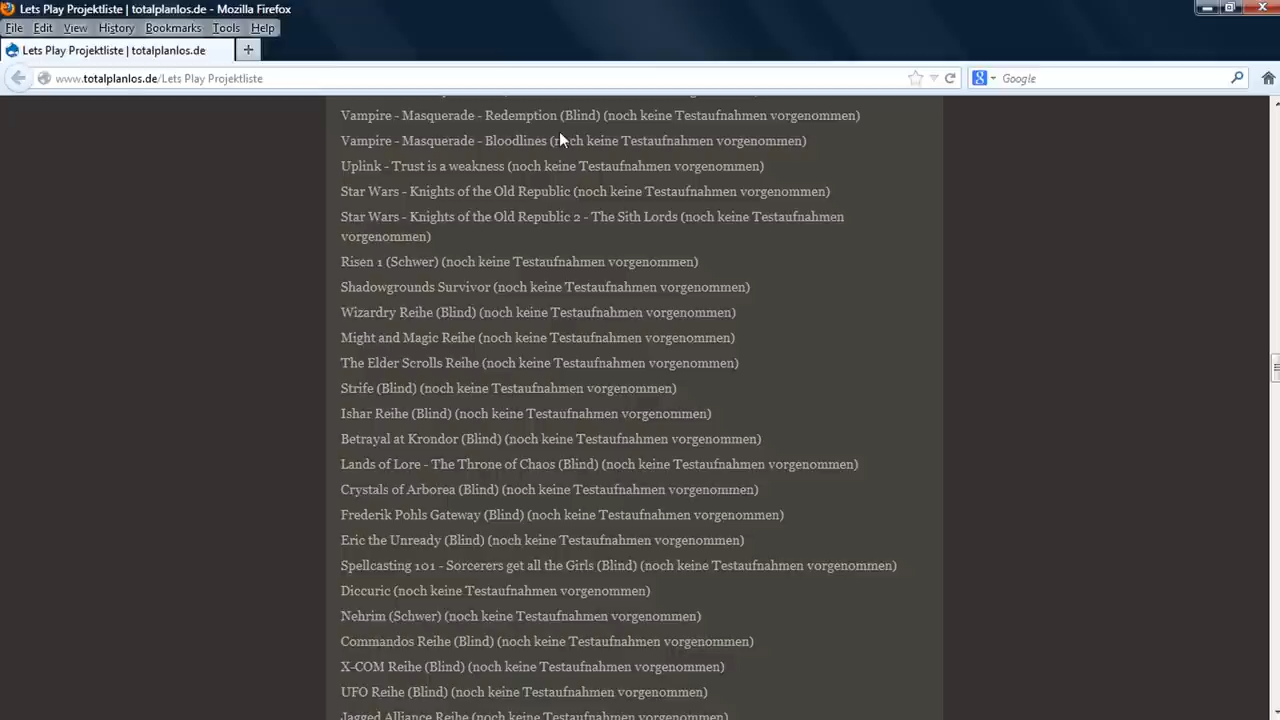 Lets Play Projektliste | totalplanlos.de - Mozilla Firefox
File Edit View History Bookmarks Tools Help
Lets Play Projektliste | totalplanlos.de
www.totalplanlos.de/Lets Play Projektliste
Google
Vampire - Masquerade - Redemption (Blind) (noch keine Testaufnahmen vorgenommen)
Vampire - Masquerade - Bloodlines (noch keine Testaufnahmen vorgenommen)
Uplink - Trust is a weakness (noch keine Testaufnahmen vorgenommen)
Star Wars - Knights of the Old Republic (noch keine Testaufnahmen vorgenommen)
Star Wars - Knights of the Old Republic 2 - The Sith Lords (noch keine Testaufnahmen
vorgenommen)
Risen 1 (Schwer) (noch keine Testaufnahmen vorgenommen)
Shadowgrounds Survivor (noch keine Testaufnahmen vorgenommen)
Wizardry Reihe (Blind) (noch keine Testaufnahmen vorgenommen)
Might and Magic Reihe (noch keine Testaufnahmen vorgenommen)
The Elder Scrolls Reihe (noch keine Testaufnahmen vorgenommen)
Strife (Blind) (noch keine Testaufnahmen vorgenommen)
Ishar Reihe (Blind) (noch keine Testaufnahmen vorgenommen)
Betrayal at Krondor (Blind) (noch keine Testaufnahmen vorgenommen)
Lands of Lore - The Throne of Chaos (Blind) (noch keine Testaufnahmen vorgenommen)
Crystals of Arborea (Blind) (noch keine Testaufnahmen vorgenommen)
Frederik Pohls Gateway (Blind) (noch keine Testaufnahmen vorgenommen)
Eric the Unready (Blind) (noch keine Testaufnahmen vorgenommen)
Spellcasting 101 - Sorcerers get all the Girls (Blind) (noch keine Testaufnahmen vorgenommen)
Diccuric (noch keine Testaufnahmen vorgenommen)
Nehrim (Schwer) (noch keine Testaufnahmen vorgenommen)
Commandos Reihe (Blind) (noch keine Testaufnahmen vorgenommen)
X-COM Reihe (Blind) (noch keine Testaufnahmen vorgenommen)
UFO Reihe (Blind) (noch keine Testaufnahmen vorgenommen)
Jagged Alliance Reihe (noch keine Testaufnahmen vorgenommen)